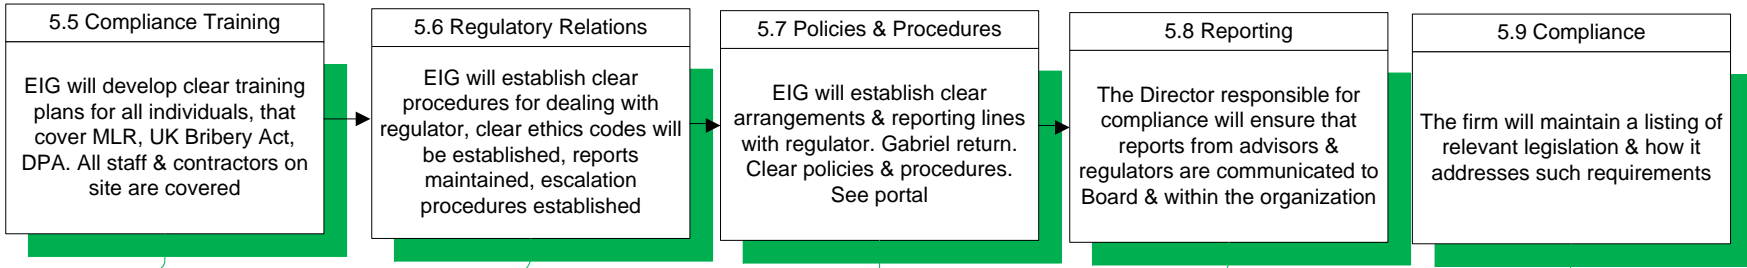 5.5 Compliance Training
EIG will develop clear training
plans for all individuals, that
cover MLR, UK Bribery Act,
DPA. All staff & contractors on
site are covered
5.6 Regulatory Relations
EIG will establish clear
procedures for dealing with
regulator, clear ethics codes will
be established, reports
maintained, escalation
procedures established
5.7 Policies & Procedures
EIG will establish clear
arrangements & reporting lines
with regulator. Gabriel return.
Clear policies & procedures.
See portal
5.8 Reporting
The Director responsible for
compliance will ensure that
reports from advisors &
regulators are communicated to
Board & within the organization
5.9 Compliance
The firm will maintain a listing of
relevant legislation & how it
addresses such requirements